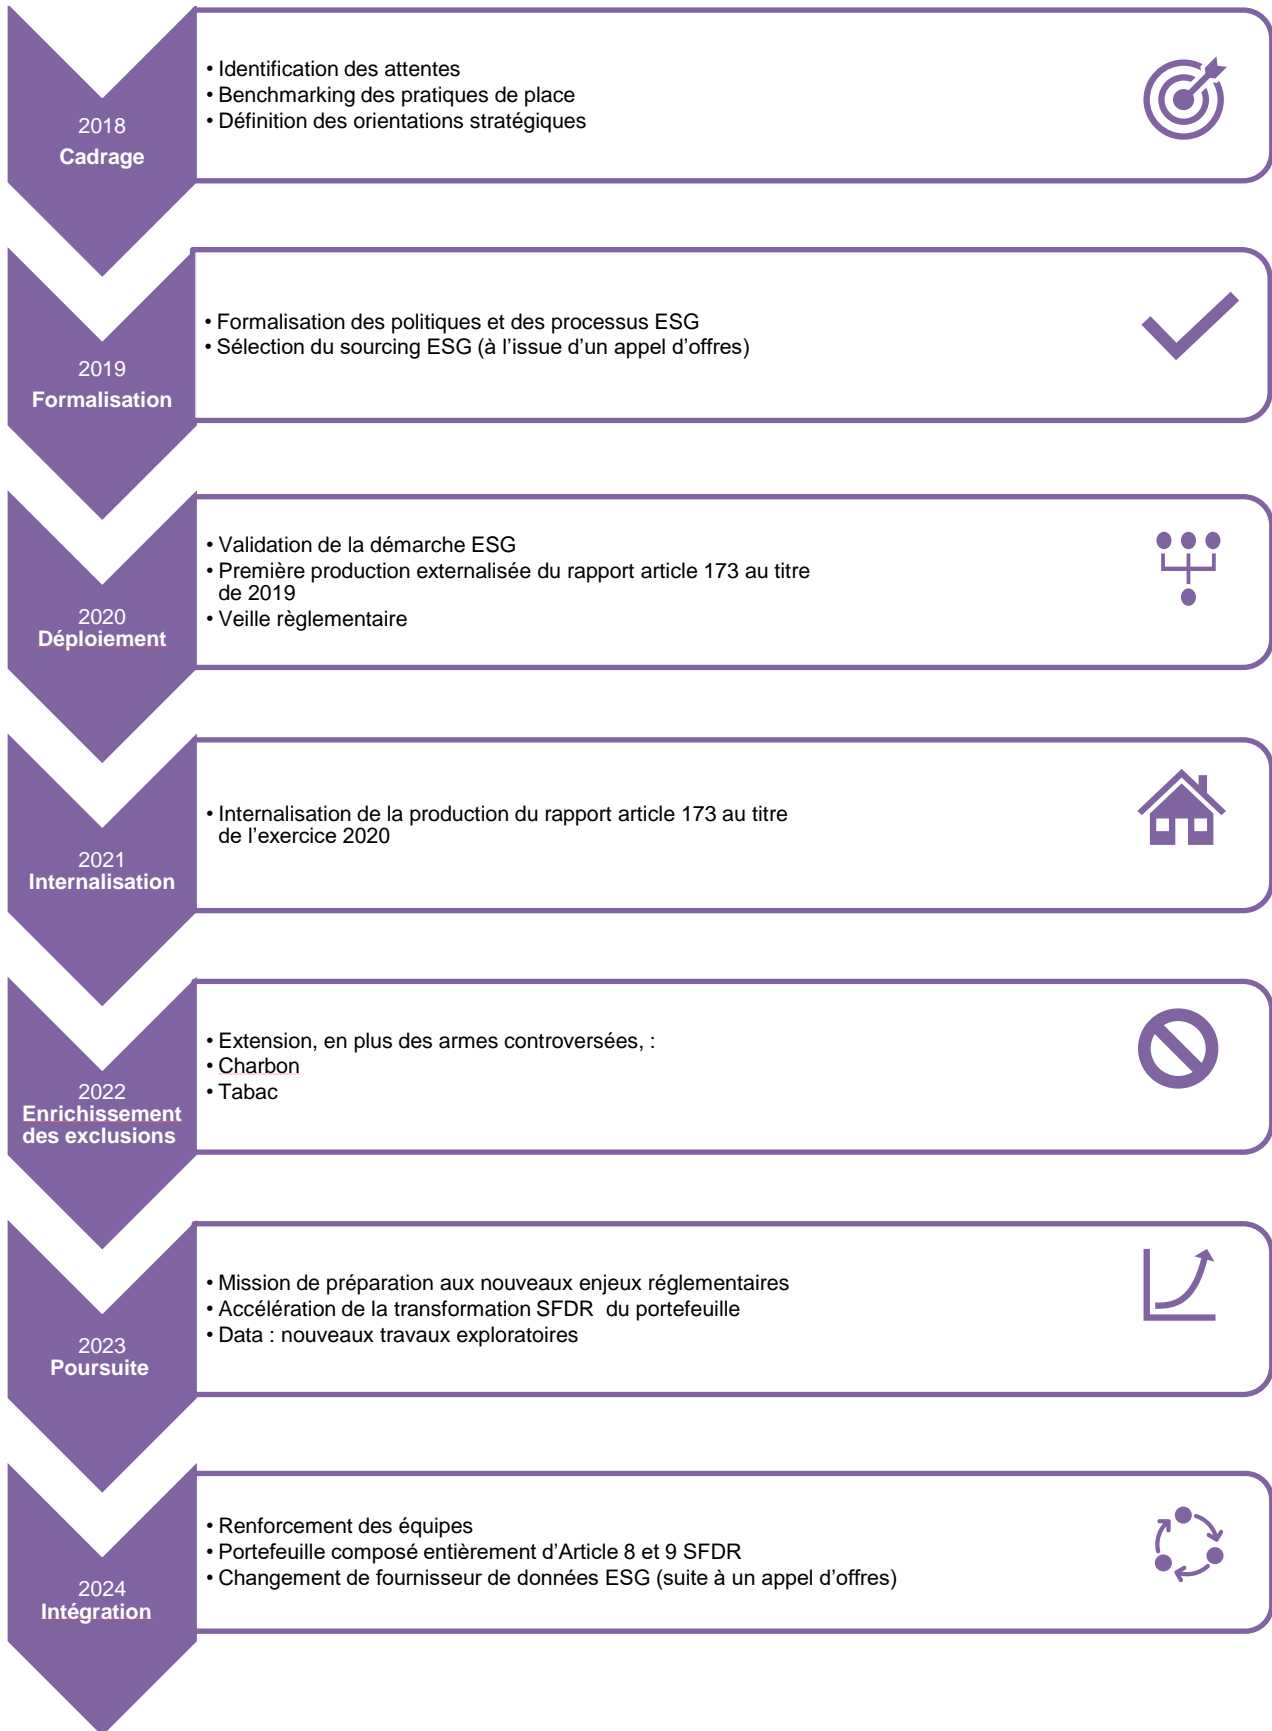 2018
Cadrage
• Identification des attentes
• Benchmarking des pratiques de place
• Définition des orientations stratégiques
2019
Formalisation
• Formalisation des politiques et des processus ESG
• Sélection du sourcing ESG (à l’issue d’un appel d’offres)
2020
Déploiement
• Validation de la démarche ESG
• Première production externalisée du rapport article 173 au titre
de 2019
• Veille règlementaire
2021
Internalisation
• Internalisation de la production du rapport article 173 au titre
de l’exercice 2020
2022
Enrichissement
des exclusions
• Extension, en plus des armes controversées, :
• Charbon
• Tabac
2023
Poursuite
• Mission de préparation aux nouveaux enjeux réglementaires
• Accélération de la transformation SFDR  du portefeuille
• Data : nouveaux travaux exploratoires
2024
Intégration
• Renforcement des équipes
• Portefeuille composé entièrement d’Article 8 et 9 SFDR
• Changement de fournisseur de données ESG (suite à un appel d’offres)